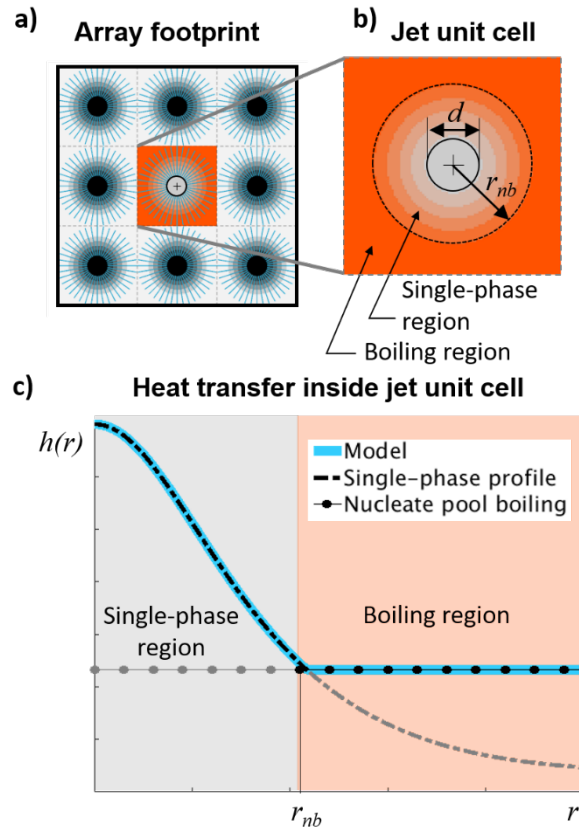 a)
Array footprint
b)
Jet unit cell
d
r_nb
Single-phase
region
Boiling region
c)
Heat transfer inside jet unit cell
h(r)
Model
Single-phase profile
Nucleate pool boiling
Single-phase
region
Boiling region
r_nb
r